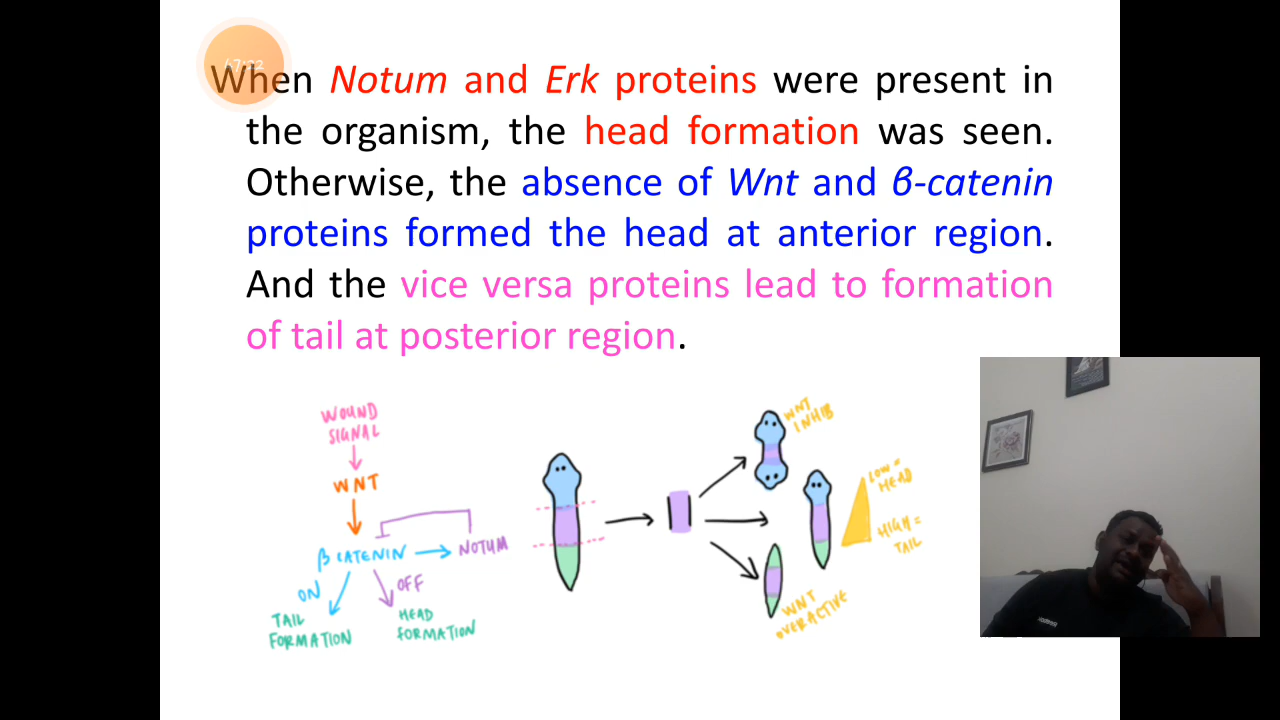 When Notum and Erk proteins were present in
the organism, the head formation was seen.
Otherwise, the absence of Wnt and β-catenin
proteins formed the head at anterior region.
And the vice versa proteins lead to formation
of tail at posterior region.
WOUND
SIGNAL
WNT
β CATENIN
NOTUM
ON
OFF
TAIL
FORMATION
HEAD
FORMATION
WNT
INHIB
LOW =
HEAD
HIGH =
TAIL
WNT
OVERACTIVE